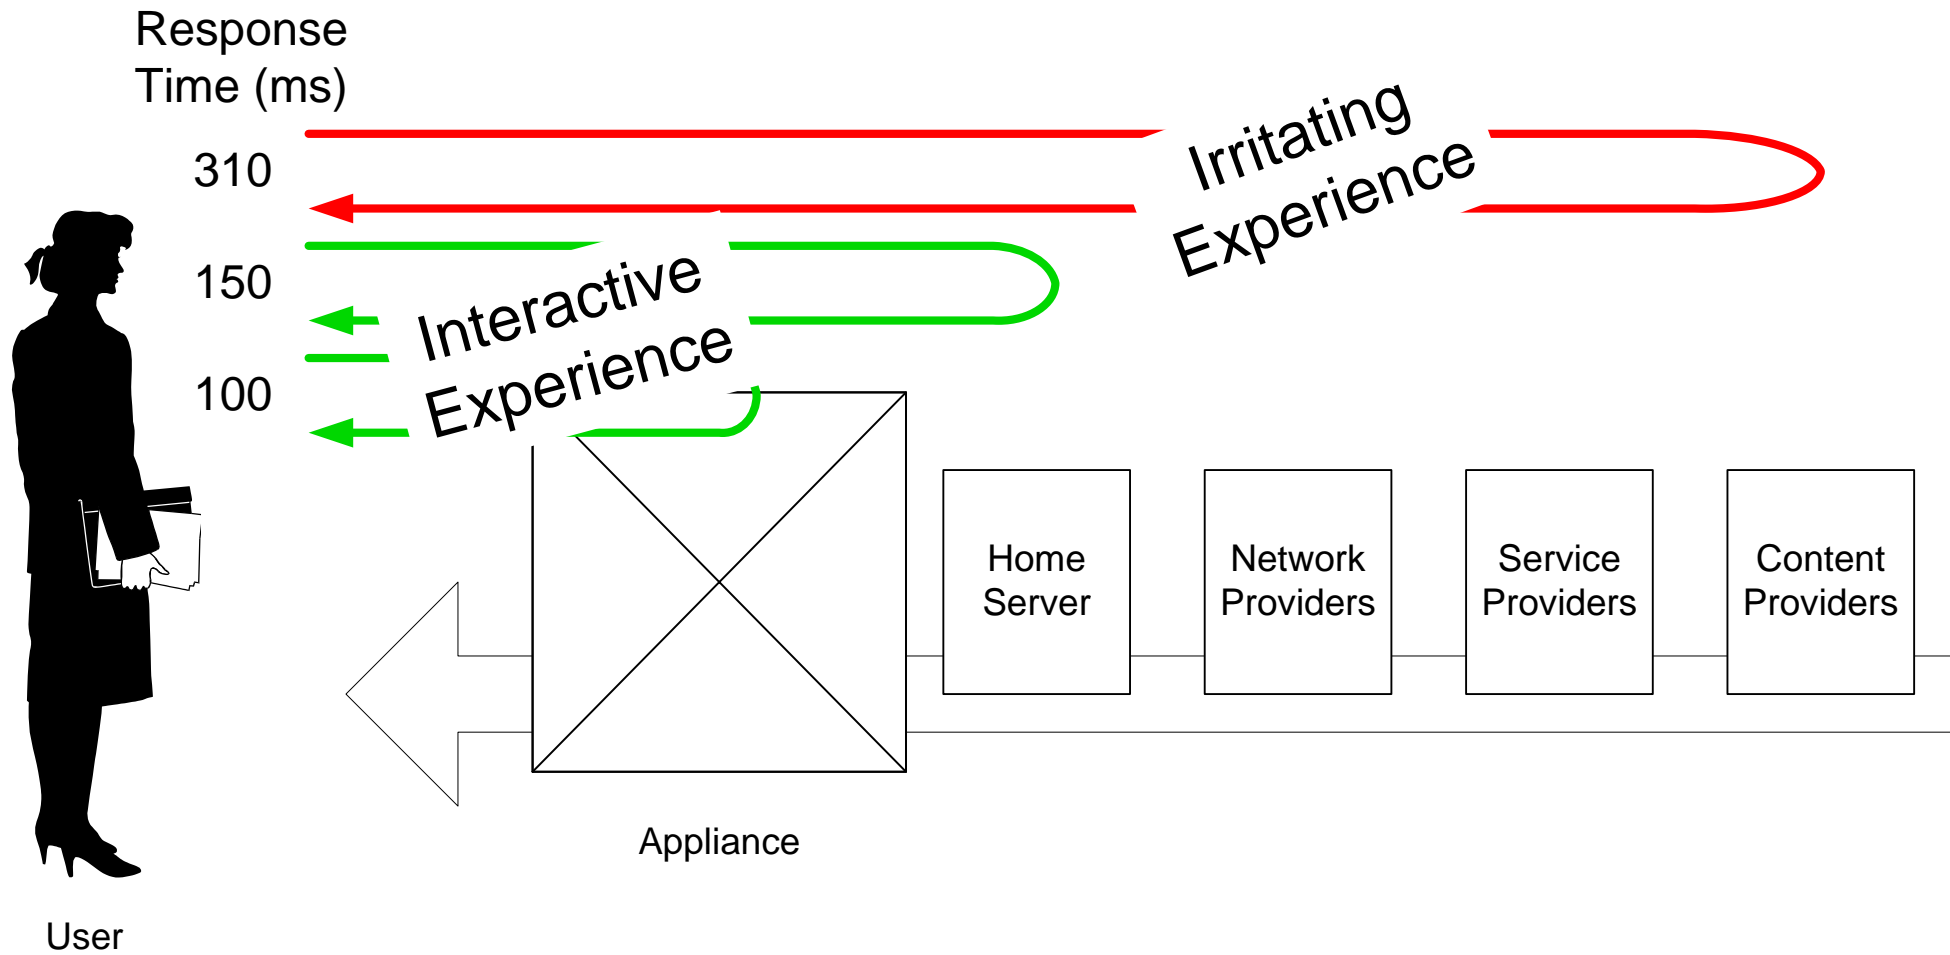 Response
Time (ms)
310
150
100
Irritating
Experience
Interactive
Experience
Home
Server
Network
Providers
Service
Providers
Content
Providers
Appliance
User